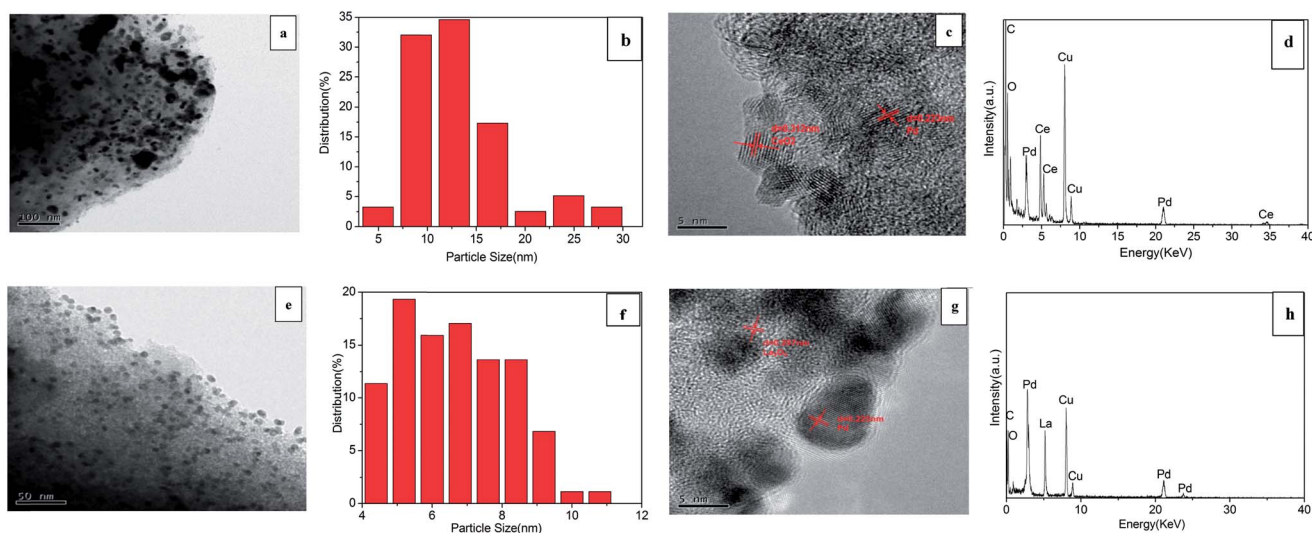 a
100 nm
35
30
25
20
15
10
5
0
Distribution(%)
5 10 15 20 25 30
Particle Size(nm)
b
c
5 nm
d
C
O
Pd
Ce
Ce
Cu
Cu
Pd
Ce
Intensity(a.u.)
0 5 10 15 20 25 30 35 40
Energy(KeV)
e
50 nm
20
15
10
5
0
Distribution(%)
4 6 8 10 12
Particle Size(nm)
f
g
5 nm
h
C
O
Pd
La
Cu
Cu
Pd
Pd
Intensity(a.u.)
0 10 20 30 40
Energy(KeV)